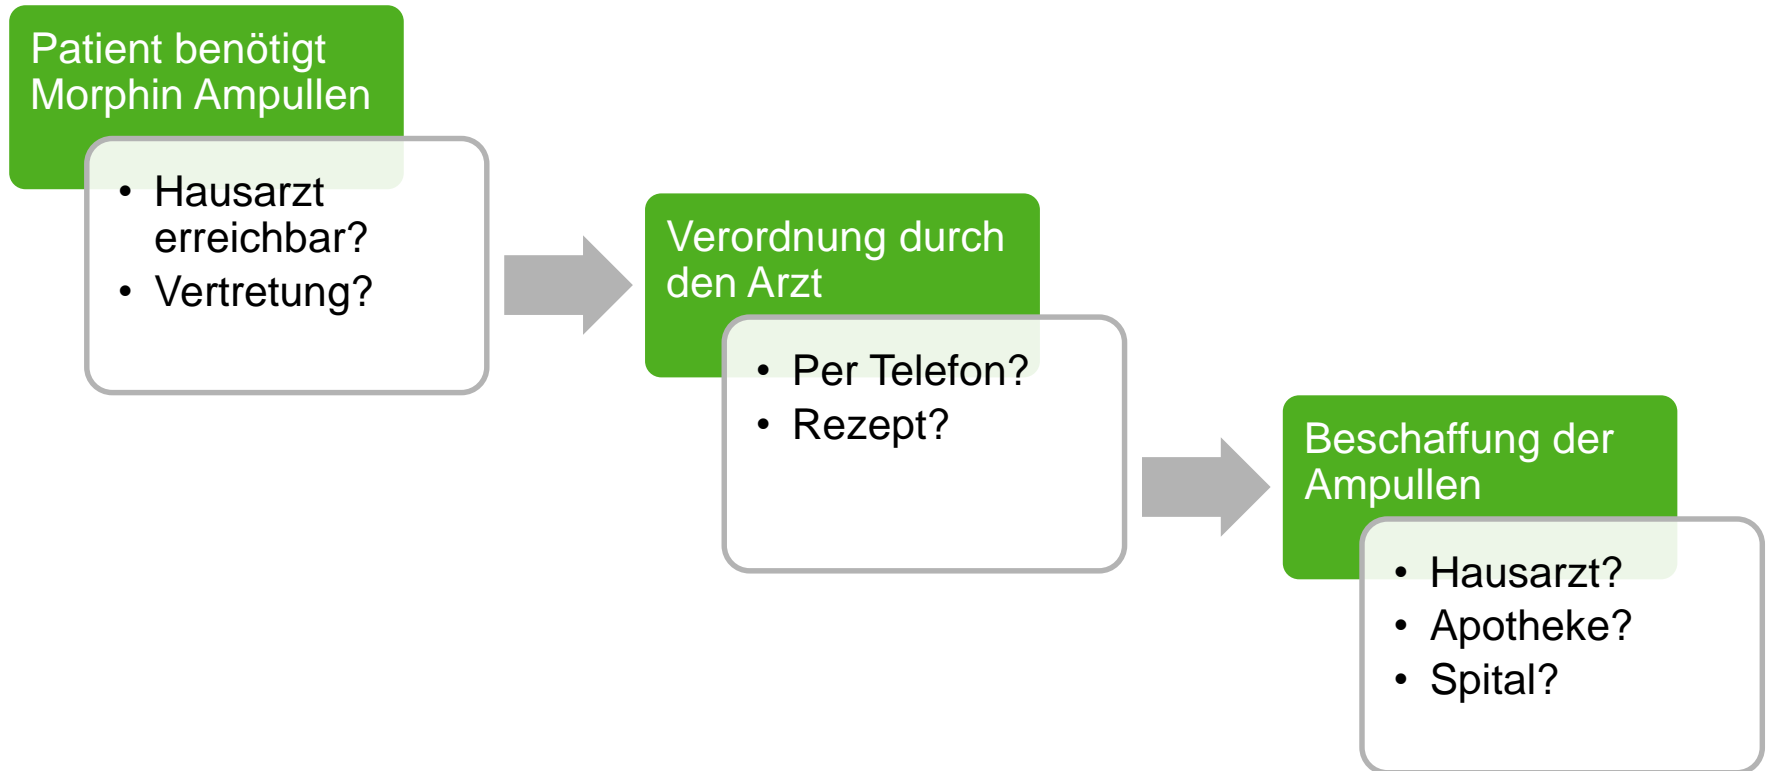 Patient benötigt
Morphin Ampullen
• Hausarzt
erreichbar?
• Vertretung?
Verordnung durch
den Arzt
• Per Telefon?
• Rezept?
Beschaffung der
Ampullen
• Hausarzt?
• Apotheke?
• Spital?